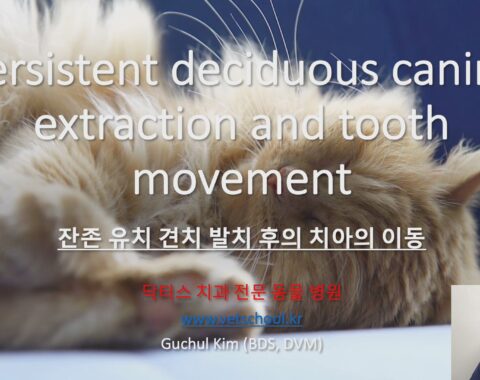 ersistent deciduous canin
extraction and tooth
movement
잔존 유치 견치 발치 후의 치아의 이동
닥터스 치과 전문 동물 병원
www.vetschool.kr
Guchul Kim (BDS, DVM)